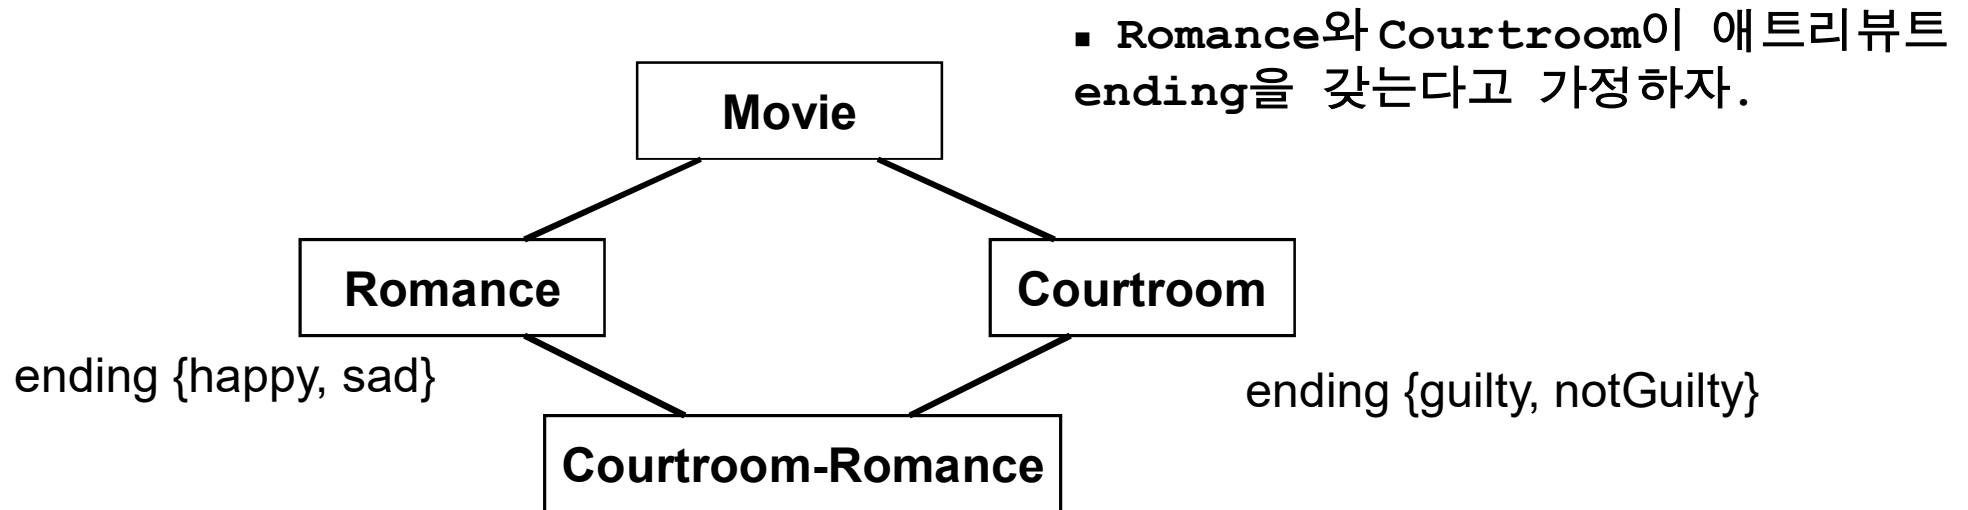 ▪ Romance와 Courtroom이 애트리뷰트
ending을 갖는다고 가정하자.
Movie
Romance
Courtroom
ending {happy, sad}
ending {guilty, notGuilty}
Courtroom-Romance